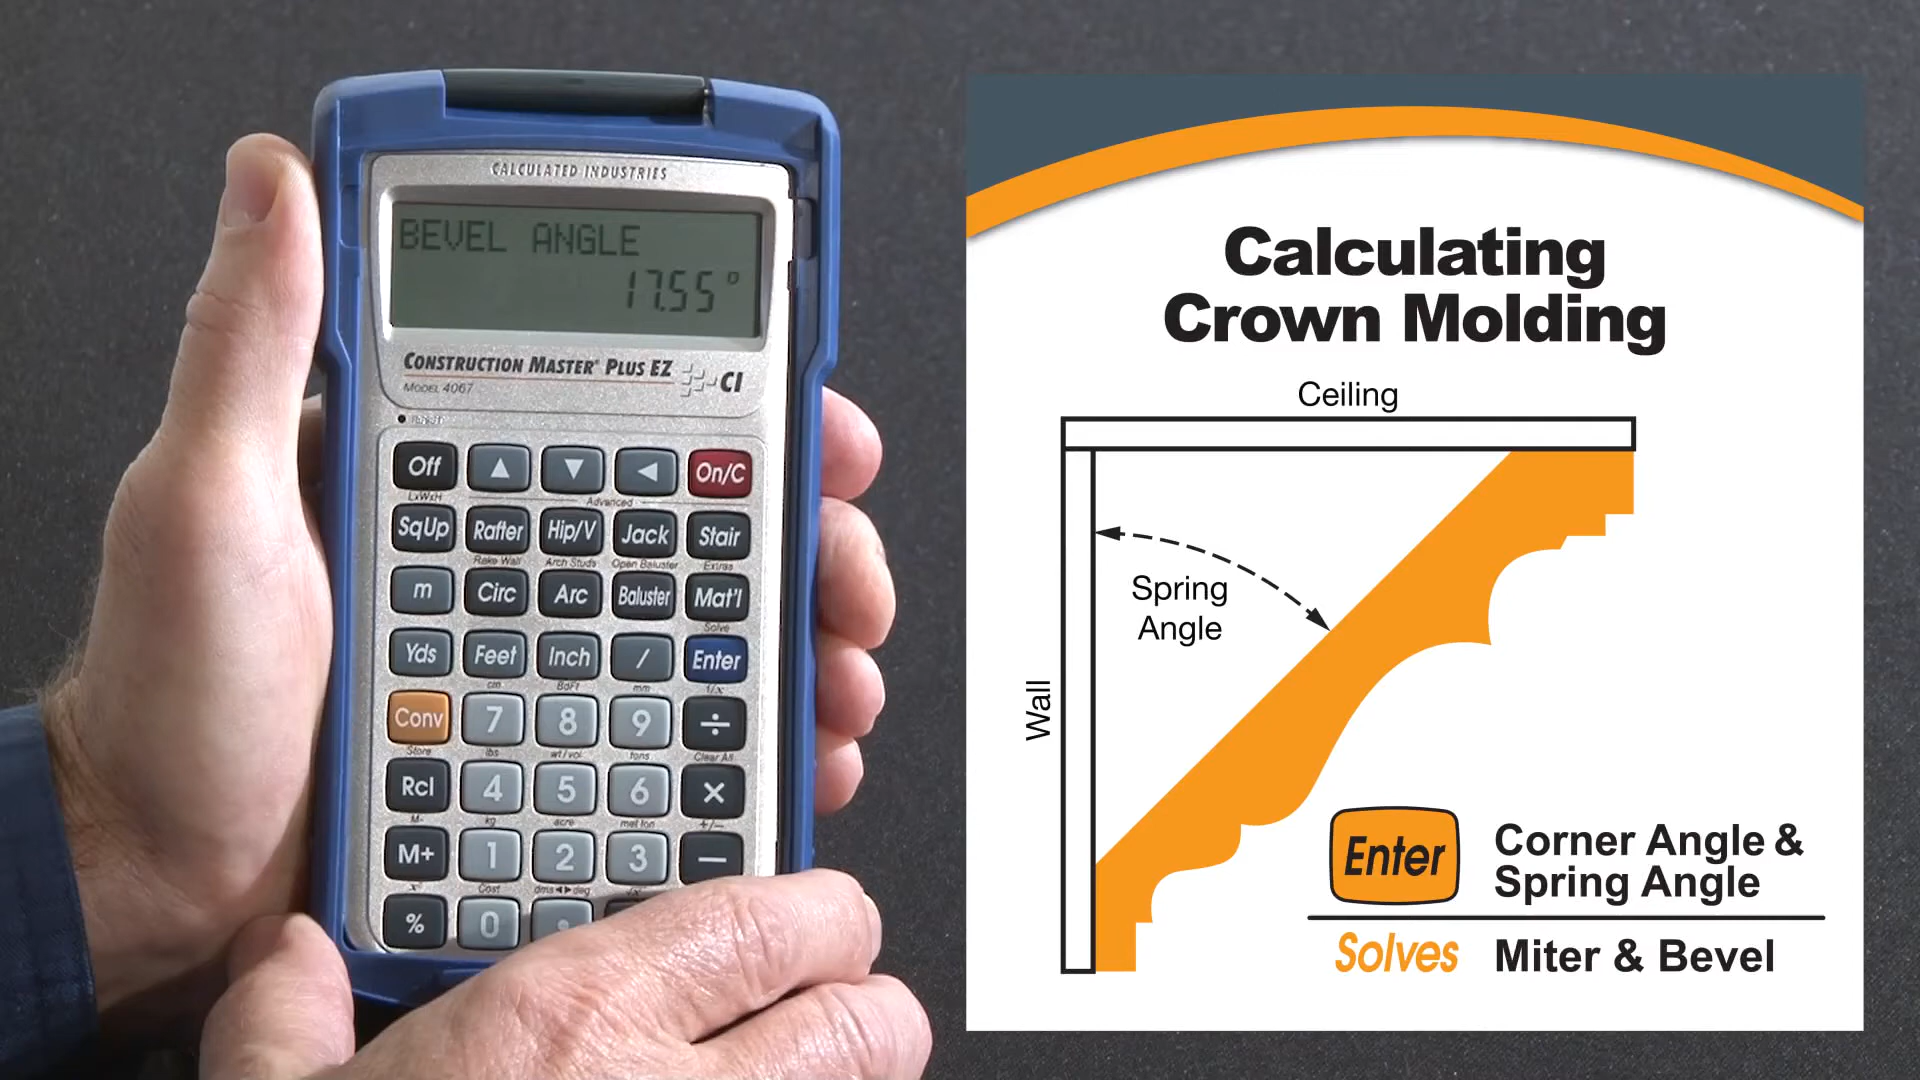 CALCULATED INDUSTRIES
BEVEL ANGLE
17.55°
CONSTRUCTION MASTER® PLUS EZ
CI
MODEL 4067
Off
On/C
LxWxH
Advanced
SqUp Rafter Hip/V Jack Stair
Rake Wall Arch Studs Open Baluster Extras
m Circ Arc Baluster Mat'l
Solve
Yds Feet Inch / Enter
cm BdFt mm 1/x
Conv 7 8 9 ÷
Store lbs wt/vol tons Clear All
Rcl 4 5 6 ×
M- kg acre met ton +/−
M+ 1 2 3 −
x² Cost dms◄►deg
% 0 .
Calculating
Crown Molding
Ceiling
Spring
Angle
Wall
Enter
Corner Angle &
Spring Angle
Solves Miter & Bevel